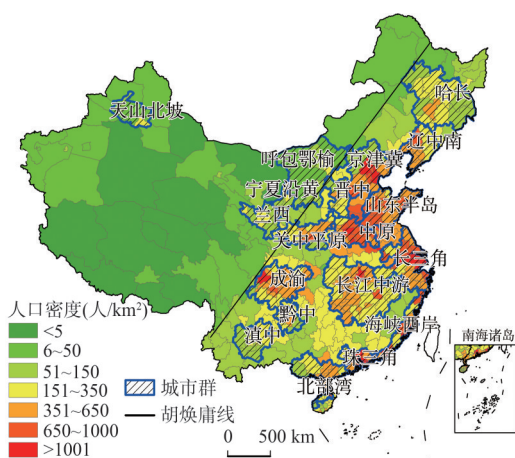 天山北坡
哈长
辽中南
呼包鄂榆
京津冀
宁夏沿黄
晋中
山东半岛
兰西
关中平原
中原
长三角
成渝
长江中游
黔中
滇中
海峡西岸
珠三角
北部湾
人口密度(人/km²)
<5
6~50
51~150
151~350
351~650
650~1000
>1001
城市群
胡焕庸线
0 500 km
南海诸岛